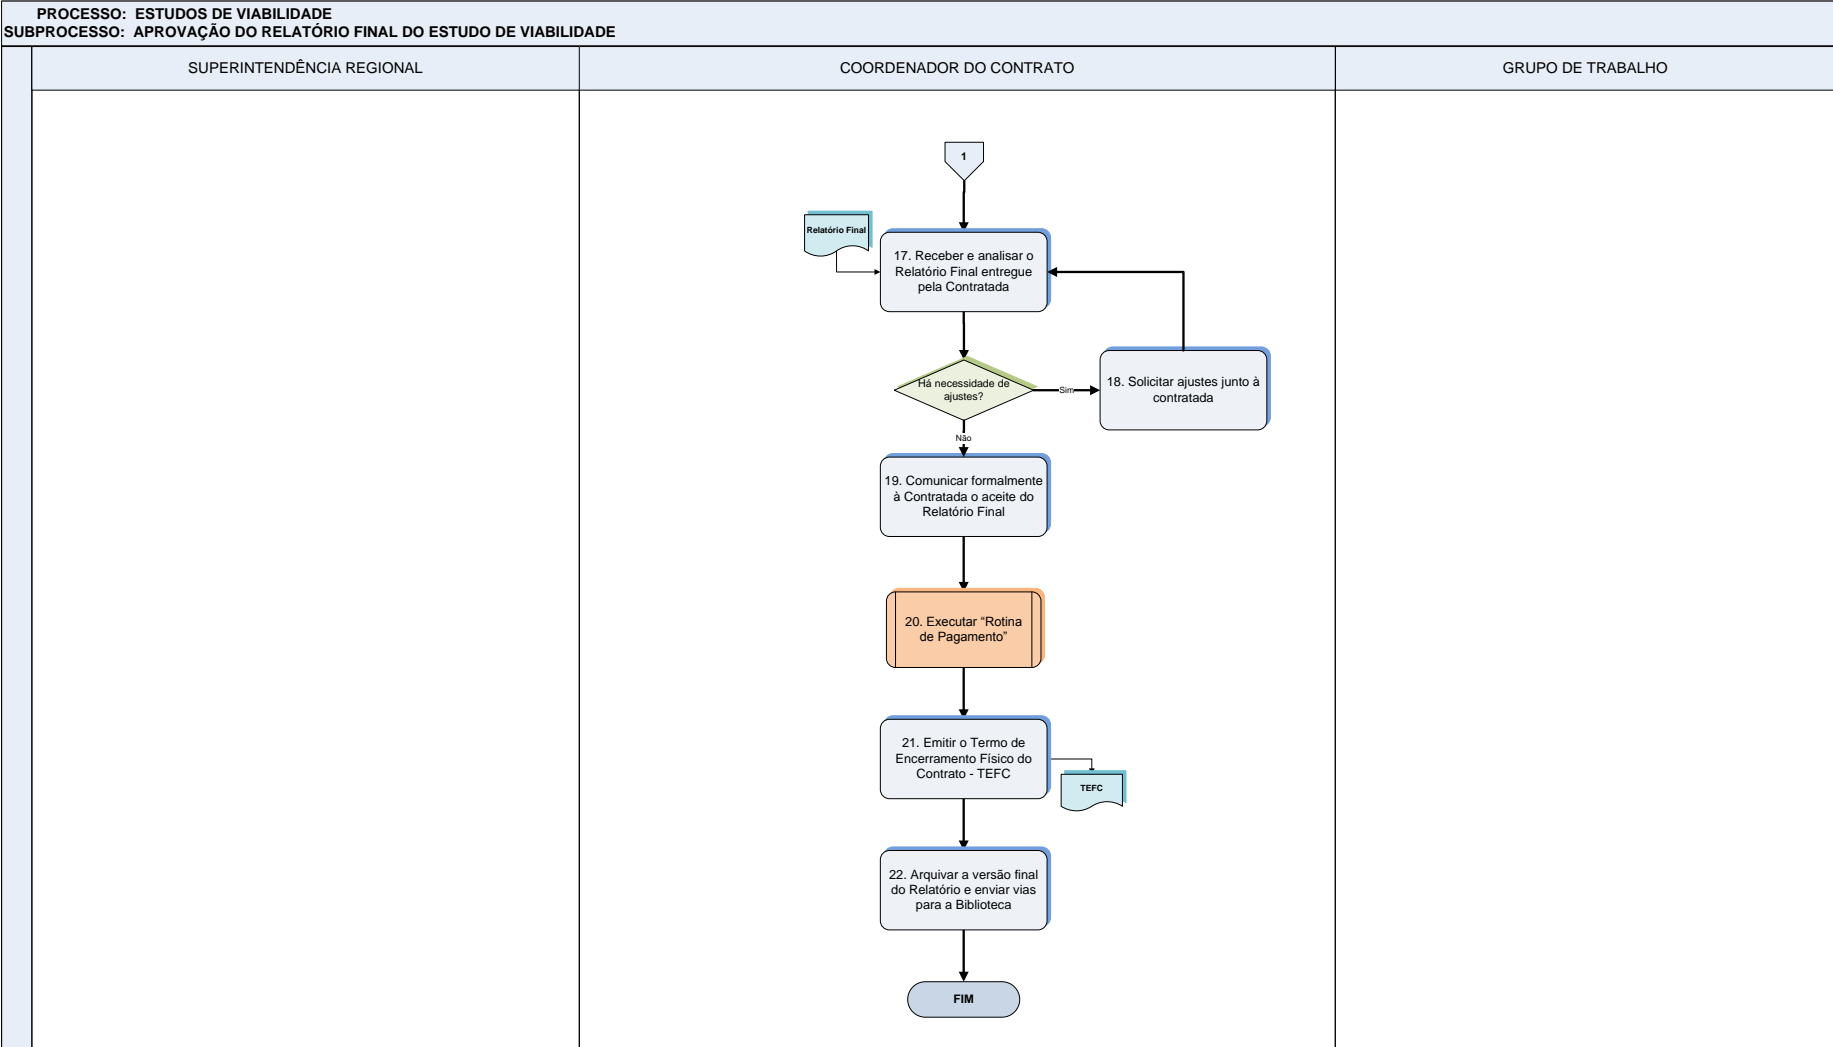 PROCESSO: ESTUDOS DE VIABILIDADE
SUBPROCESSO: APROVAÇÃO DO RELATÓRIO FINAL DO ESTUDO DE VIABILIDADE
SUPERINTENDÊNCIA REGIONAL
COORDENADOR DO CONTRATO
GRUPO DE TRABALHO
1
Relatório Final
17. Receber e analisar o
Relatório Final entregue
pela Contratada
Há necessidade de
ajustes?
Sim
18. Solicitar ajustes junto à
contratada
Não
19. Comunicar formalmente
à Contratada o aceite do
Relatório Final
20. Executar “Rotina
de Pagamento”
21. Emitir o Termo de
Encerramento Físico do
Contrato - TEFC
TEFC
22. Arquivar a versão final
do Relatório e enviar vias
para a Biblioteca
FIM